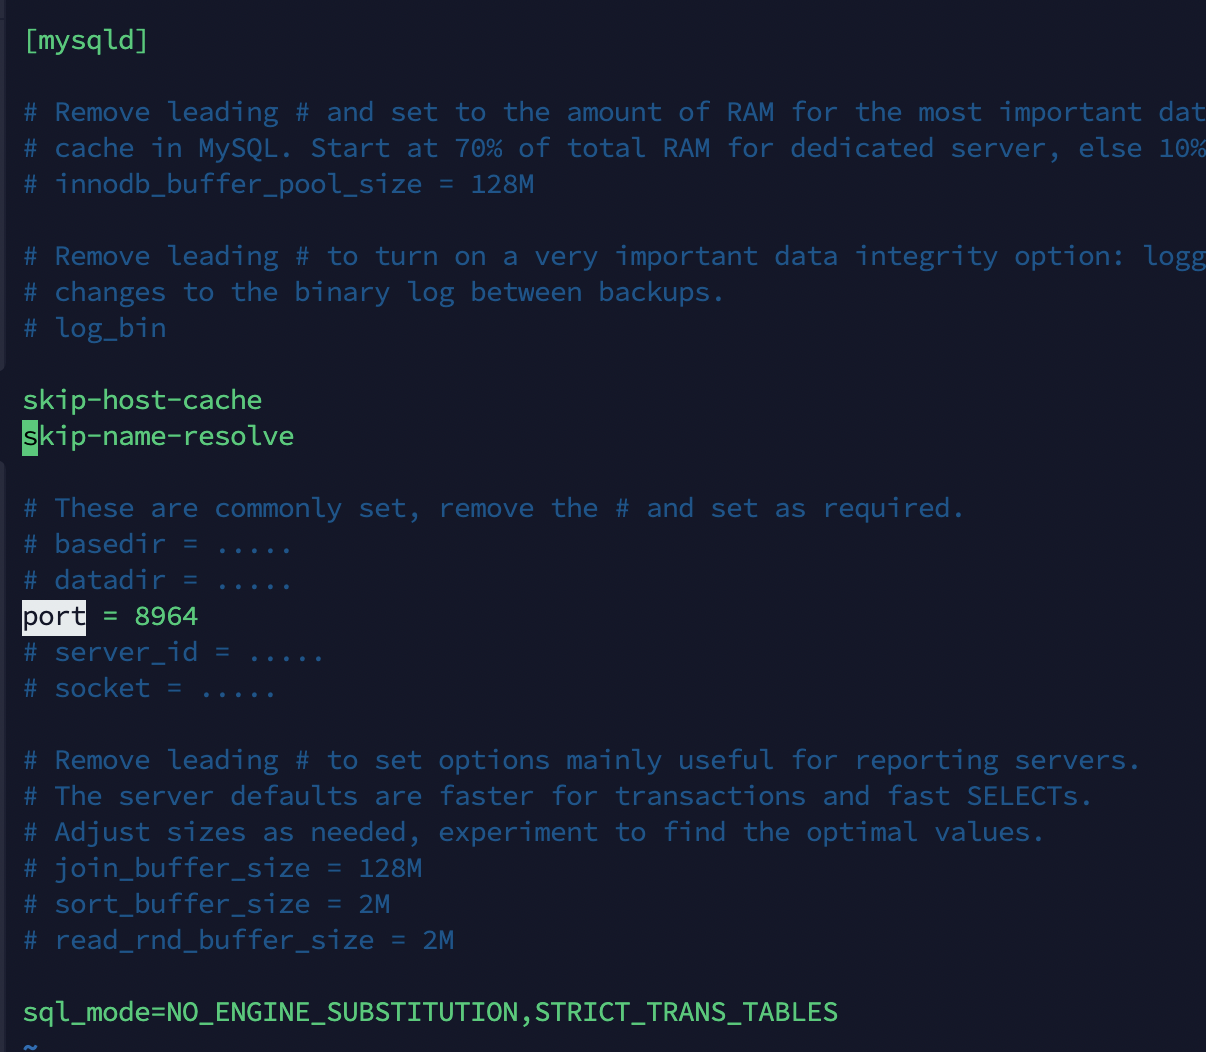 [mysqld]
# Remove leading # and set to the amount of RAM for the most important dat
# cache in MySQL. Start at 70% of total RAM for dedicated server, else 10%
# innodb_buffer_pool_size = 128M
# Remove leading # to turn on a very important data integrity option: logg
# changes to the binary log between backups.
# log_bin
skip-host-cache
skip-name-resolve
# These are commonly set, remove the # and set as required.
# basedir = .....
# datadir = .....
port = 8964
# server_id = .....
# socket = .....
# Remove leading # to set options mainly useful for reporting servers.
# The server defaults are faster for transactions and fast SELECTs.
# Adjust sizes as needed, experiment to find the optimal values.
# join_buffer_size = 128M
# sort_buffer_size = 2M
# read_rnd_buffer_size = 2M
sql_mode=NO_ENGINE_SUBSTITUTION,STRICT_TRANS_TABLES
~